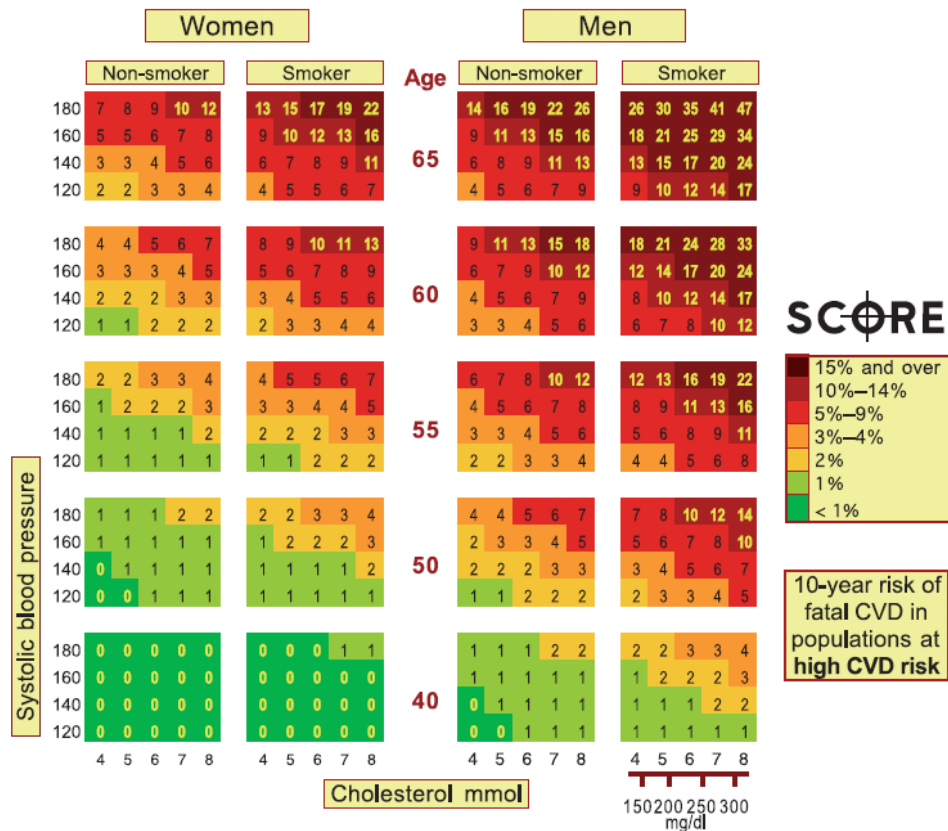 Women Men
Non-smoker Smoker Age Non-smoker Smoker
180 7 8 9 10 12 13 15 17 19 22 14 16 19 22 26 26 30 35 41 47
160 5 5 6 7 8 9 10 12 13 16 9 11 13 15 16 18 21 25 29 34
65
140 3 3 4 5 6 6 7 8 9 11 6 8 9 11 13 13 15 17 20 24
120 2 2 3 3 4 4 5 5 6 7 4 5 6 7 9 9 10 12 14 17
180 4 4 5 6 7 8 9 10 11 13 9 11 13 15 18 18 21 24 28 33
160 3 3 3 4 5 5 6 7 8 9 6 7 9 10 12 12 14 17 20 24
60
140 2 2 2 3 3 3 4 5 5 6 4 5 6 7 9 8 10 12 14 17
120 1 1 2 2 2 2 3 3 4 4 3 3 4 5 6 6 7 8 10 12
180 2 2 3 3 4 4 5 5 6 7 6 7 8 10 12 12 13 16 19 22
160 1 2 2 2 3 3 3 4 4 5 4 5 6 7 8 8 9 11 13 16
55
140 1 1 1 1 2 2 2 2 3 3 3 3 4 5 6 5 6 8 9 11
120 1 1 1 1 1 1 1 2 2 2 2 2 3 3 4 4 4 5 6 8
180 1 1 1 2 2 2 2 3 3 4 4 4 5 6 7 7 8 10 12 14
160 1 1 1 1 1 1 2 2 2 3 2 3 3 4 5 5 6 7 8 10
50
140 0 1 1 1 1 1 1 1 1 2 2 2 2 3 3 3 4 5 6 7
120 0 0 1 1 1 1 1 1 1 1 1 1 2 2 2 2 3 3 4 5
180 0 0 0 0 0 0 0 0 1 1 1 1 1 2 2 2 2 3 3 4
160 0 0 0 0 0 0 0 0 0 0 1 1 1 1 1 1 2 2 2 3
40
140 0 0 0 0 0 0 0 0 0 0 0 1 1 1 1 1 1 1 2 2
120 0 0 0 0 0 0 0 0 0 0 0 0 1 1 1 1 1 1 1 1
4 5 6 7 8 4 5 6 7 8 4 5 6 7 8 4 5 6 7 8
Systolic blood pressure
Cholesterol mmol
150 200 250 300
mg/dl
SCORE
15% and over
10%–14%
5%–9%
3%–4%
2%
1%
< 1%
10-year risk of
fatal CVD in
populations at
high CVD risk